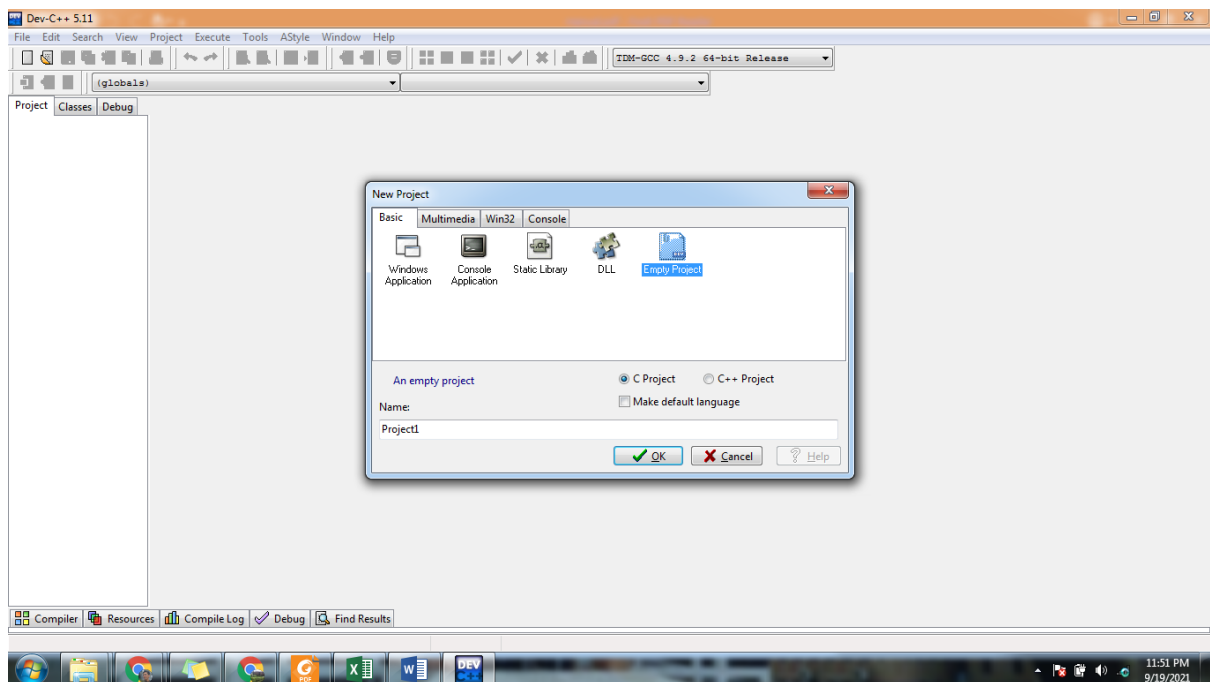 Dev-C++ 5.11
File Edit Search View Project Execute Tools AStyle Window Help
TDM-GCC 4.9.2 64-bit Release
(globals)
Project Classes Debug
New Project
Basic Multimedia Win32 Console
Windows Application
Console Application
Static Library
DLL
Empty Project
An empty project
C Project C++ Project
Make default language
Name:
Project1
OK Cancel Help
Compiler Resources Compile Log Debug Find Results
PDF
X
W
DEV
C++
11:51 PM
9/19/2021